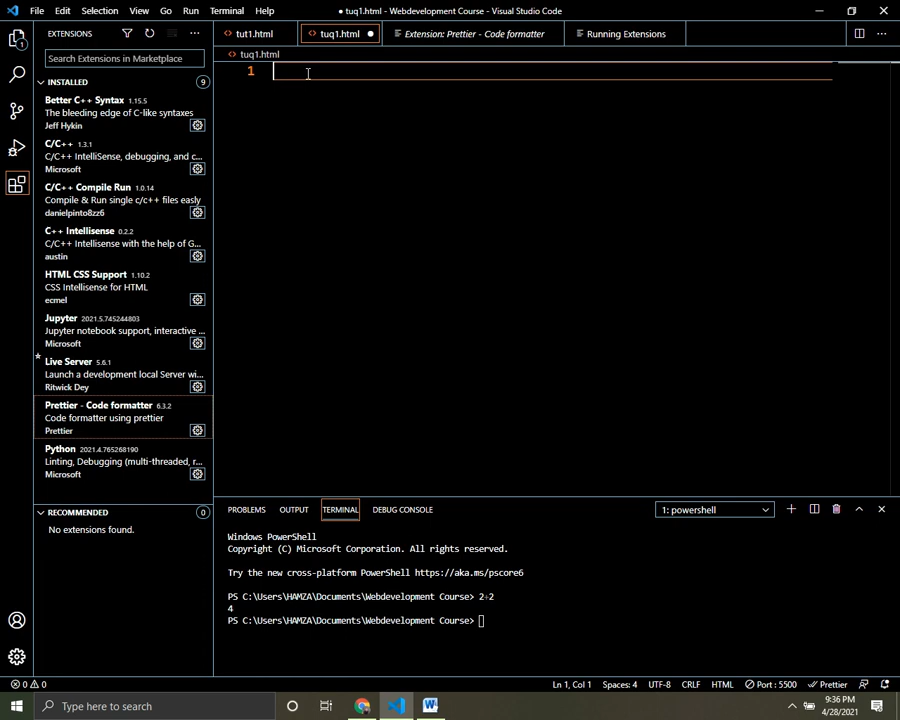 File Edit Selection View Go Run Terminal Help
● tuq1.html - Webdevelopment Course - Visual Studio Code
1
EXTENSIONS
tut1.html
tuq1.html
Extension: Prettier - Code formatter
Running Extensions
Search Extensions in Marketplace
tuq1.html
1
INSTALLED 9
Better C++ Syntax 1.15.5
The bleeding edge of C-like syntaxes
Jeff Hykin
C/C++ 1.3.1
C/C++ IntelliSense, debugging, and c...
Microsoft
C/C++ Compile Run 1.0.14
Compile & Run single c/c++ files easly
danielpinto8zz6
C++ Intellisense 0.2.2
C/C++ Intellisense with the help of G...
austin
HTML CSS Support 1.10.2
CSS Intellisense for HTML
ecmel
Jupyter 2021.5.745244803
Jupyter notebook support, interactive ...
Microsoft
Live Server 5.6.1
Launch a development local Server wi...
Ritwick Dey
Prettier - Code formatter 6.3.2
Code formatter using prettier
Prettier
Python 2021.4.765268190
Linting, Debugging (multi-threaded, r...
Microsoft
RECOMMENDED 0
No extensions found.
PROBLEMS OUTPUT TERMINAL DEBUG CONSOLE
1: powershell
Windows PowerShell
Copyright (C) Microsoft Corporation. All rights reserved.
Try the new cross-platform PowerShell https://aka.ms/pscore6
PS C:\Users\HAMZA\Documents\Webdevelopment Course> 2+2
4
PS C:\Users\HAMZA\Documents\Webdevelopment Course>
0 0
Ln 1, Col 1 Spaces: 4 UTF-8 CRLF HTML Port : 5500 Prettier
Type here to search
9:36 PM
4/28/2021